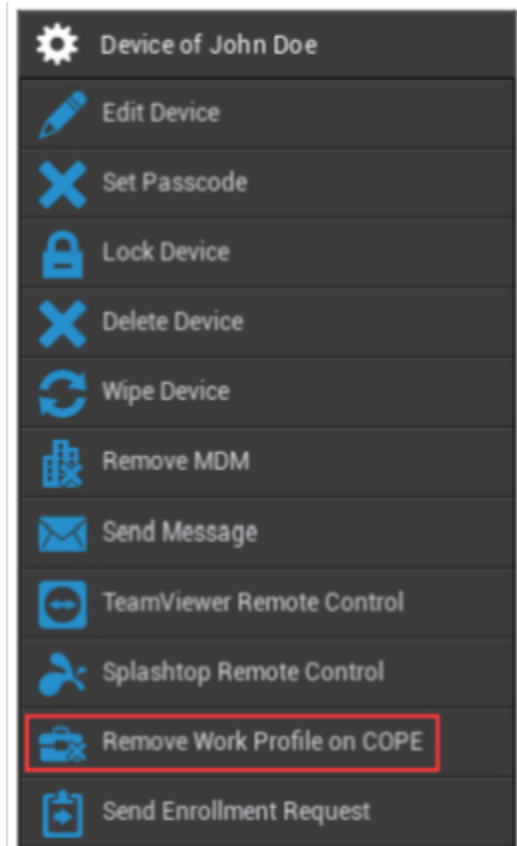 Device of John Doe
Edit Device
Set Passcode
Lock Device
Delete Device
Wipe Device
Remove MDM
Send Message
TeamViewer Remote Control
Splashtop Remote Control
Remove Work Profile on COPE
Send Enrollment Request